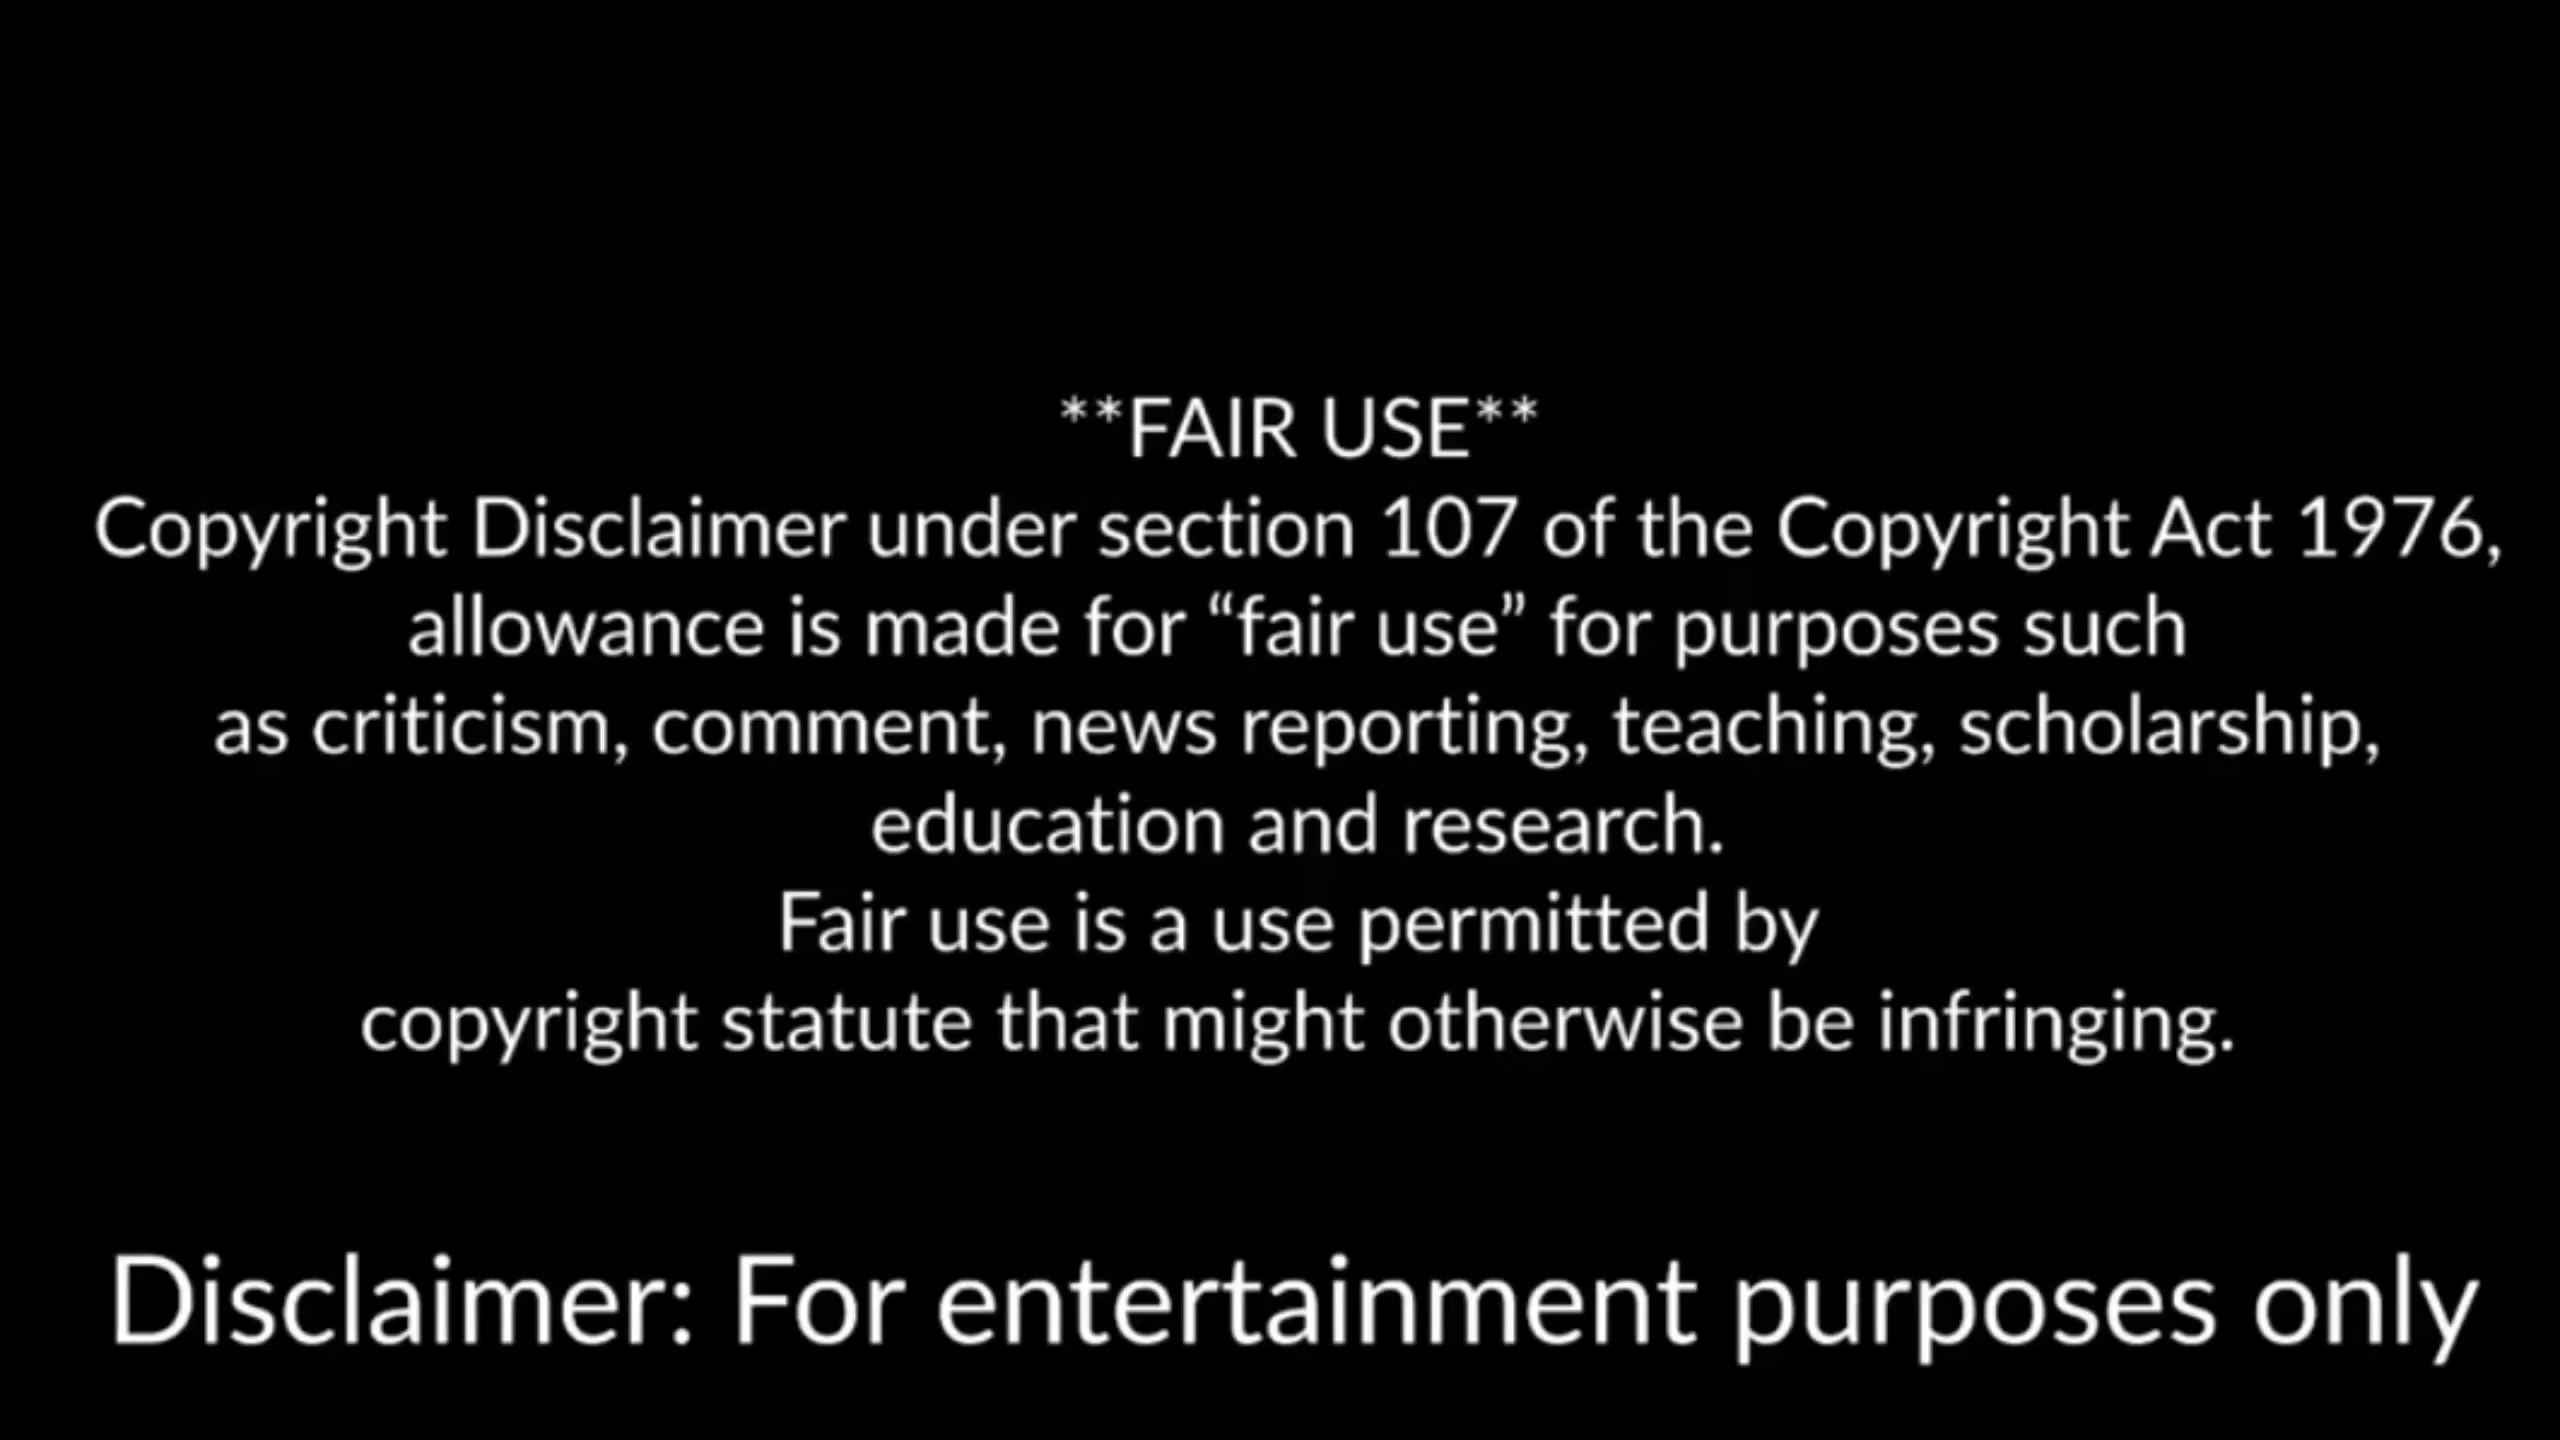 **FAIR USE**
Copyright Disclaimer under section 107 of the Copyright Act 1976,
allowance is made for “fair use” for purposes such
as criticism, comment, news reporting, teaching, scholarship,
education and research.
Fair use is a use permitted by
copyright statute that might otherwise be infringing.
Disclaimer: For entertainment purposes only